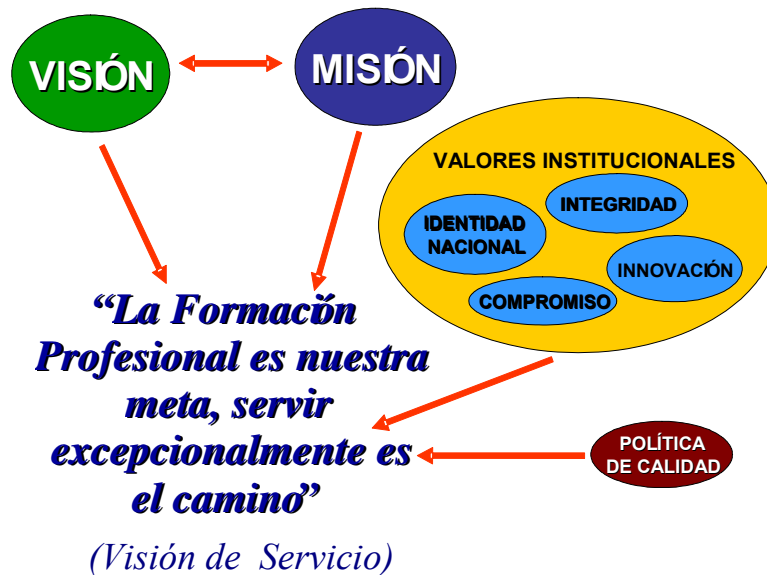 VISIÓN
MISIÓN
VALORES INSTITUCIONALES
INTEGRIDAD
IDENTIDAD
NACIONAL
INNOVACIÓN
COMPROMISO
“La Formación
Profesional es nuestra
meta, servir
excepcionalmente es
el camino”
POLÍTICA
DE CALIDAD
(Visión de Servicio)